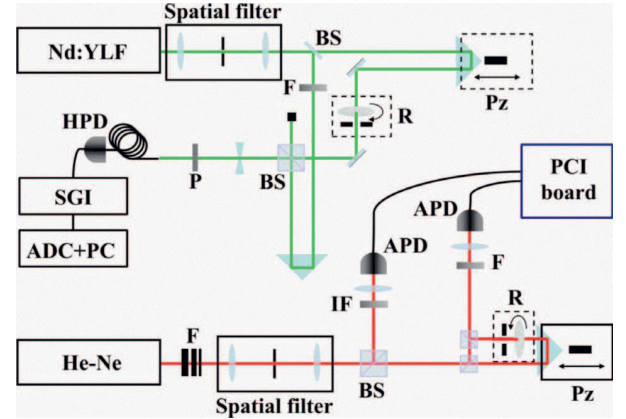 Spatial filter
Nd:YLF
BS
F
Pz
R
HPD
P
BS
SGI
ADC+PC
PCI
board
APD
APD
F
IF
R
F
He-Ne
BS
Spatial filter
Pz